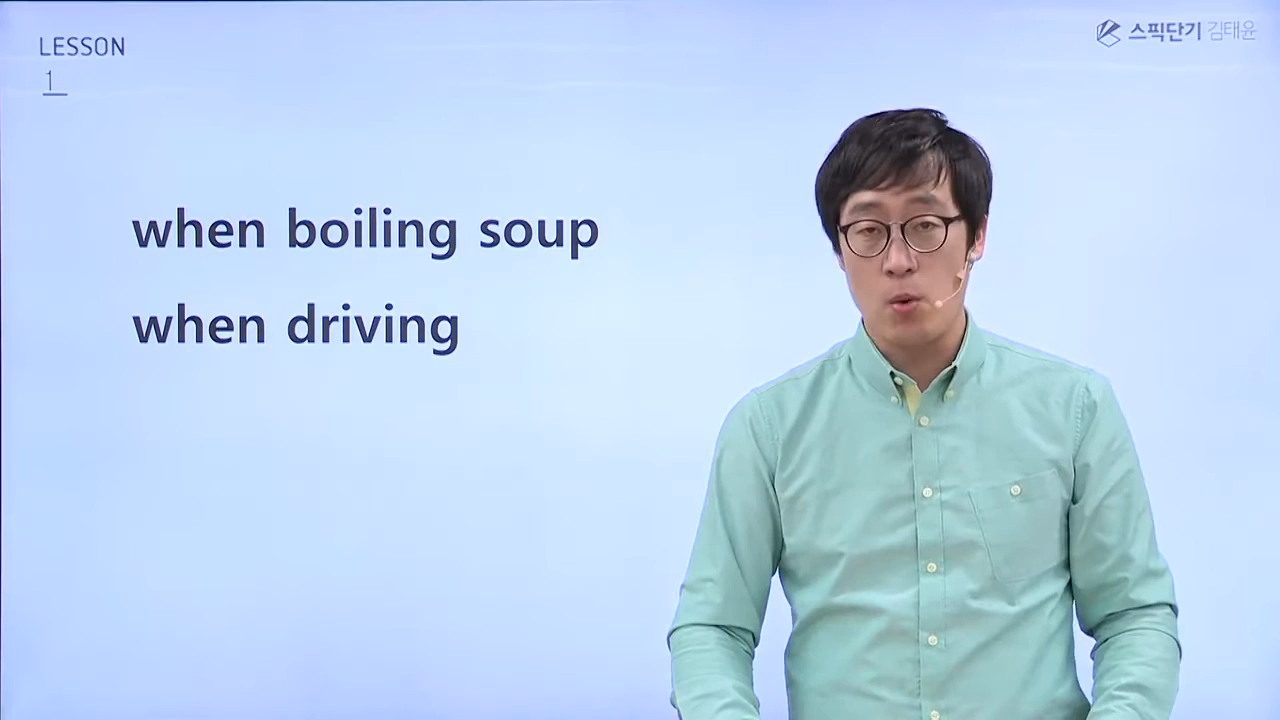 LESSON
1
스픽단기 김태윤
when boiling soup
when driving